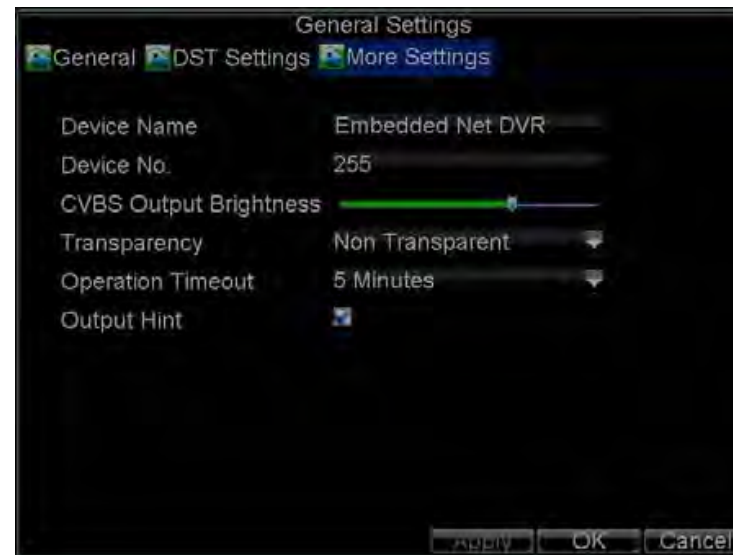 General Settings
General DST Settings More Settings
Device Name Embedded Net DVR
Device No. 255
CVBS Output Brightness
Transparency Non Transparent
Operation Timeout 5 Minutes
Output Hint
Apply OK Cancel